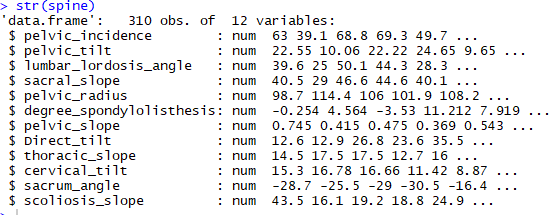 > str(spine)
'data.frame':   310 obs. of  12 variables:
 $ pelvic_incidence        : num  63 39.1 68.8 69.3 49.7 ...
 $ pelvic_tilt             : num  22.55 10.06 22.22 24.65 9.65 ...
 $ lumbar_lordosis_angle   : num  39.6 25 50.1 44.3 28.3 ...
 $ sacral_slope            : num  40.5 29 46.6 44.6 40.1 ...
 $ pelvic_radius           : num  98.7 114.4 106 101.9 108.2 ...
 $ degree_spondylolisthesis: num  -0.254 4.564 -3.53 11.212 7.919 ...
 $ pelvic_slope            : num  0.745 0.415 0.475 0.369 0.543 ...
 $ Direct_tilt             : num  12.6 12.9 26.8 23.6 35.5 ...
 $ thoracic_slope          : num  14.5 17.5 17.5 12.7 16 ...
 $ cervical_tilt           : num  15.3 16.78 16.66 11.42 8.87 ...
 $ sacrum_angle            : num  -28.7 -25.5 -29 -30.5 -16.4 ...
 $ scoliosis_slope         : num  43.5 16.1 19.2 18.8 24.9 ...
>